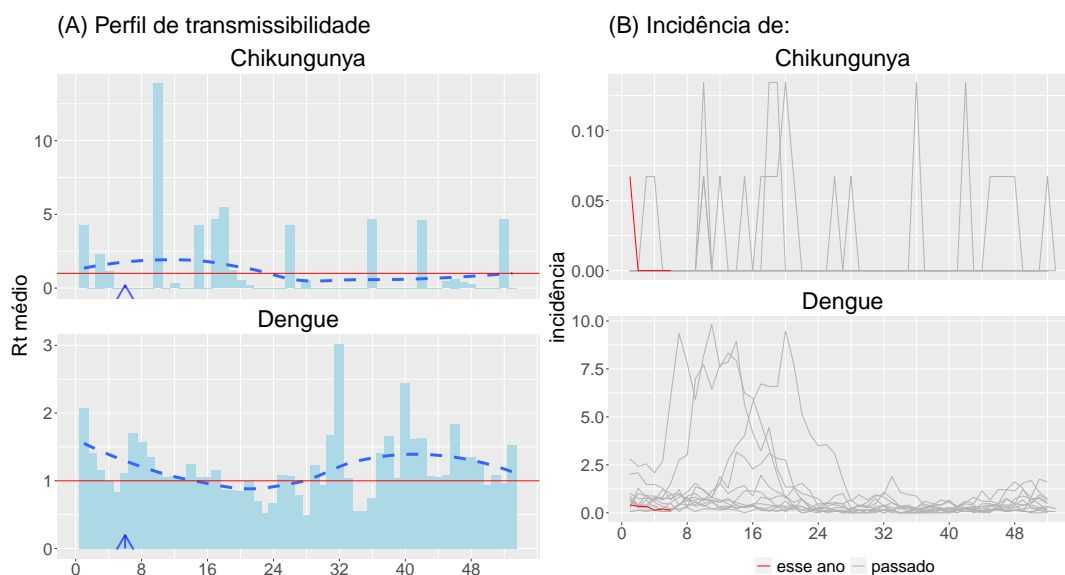 (A) Perfil de transmissibilidade
Chikungunya
10
5
0
Dengue
3
2
1
0
Rt médio
0 8 16 24 32 40 48
(B) Incidência de:
Chikungunya
0.10
0.05
0.00
Dengue
10.0
7.5
5.0
2.5
0.0
incidência
0 8 16 24 32 40 48
esse ano passado